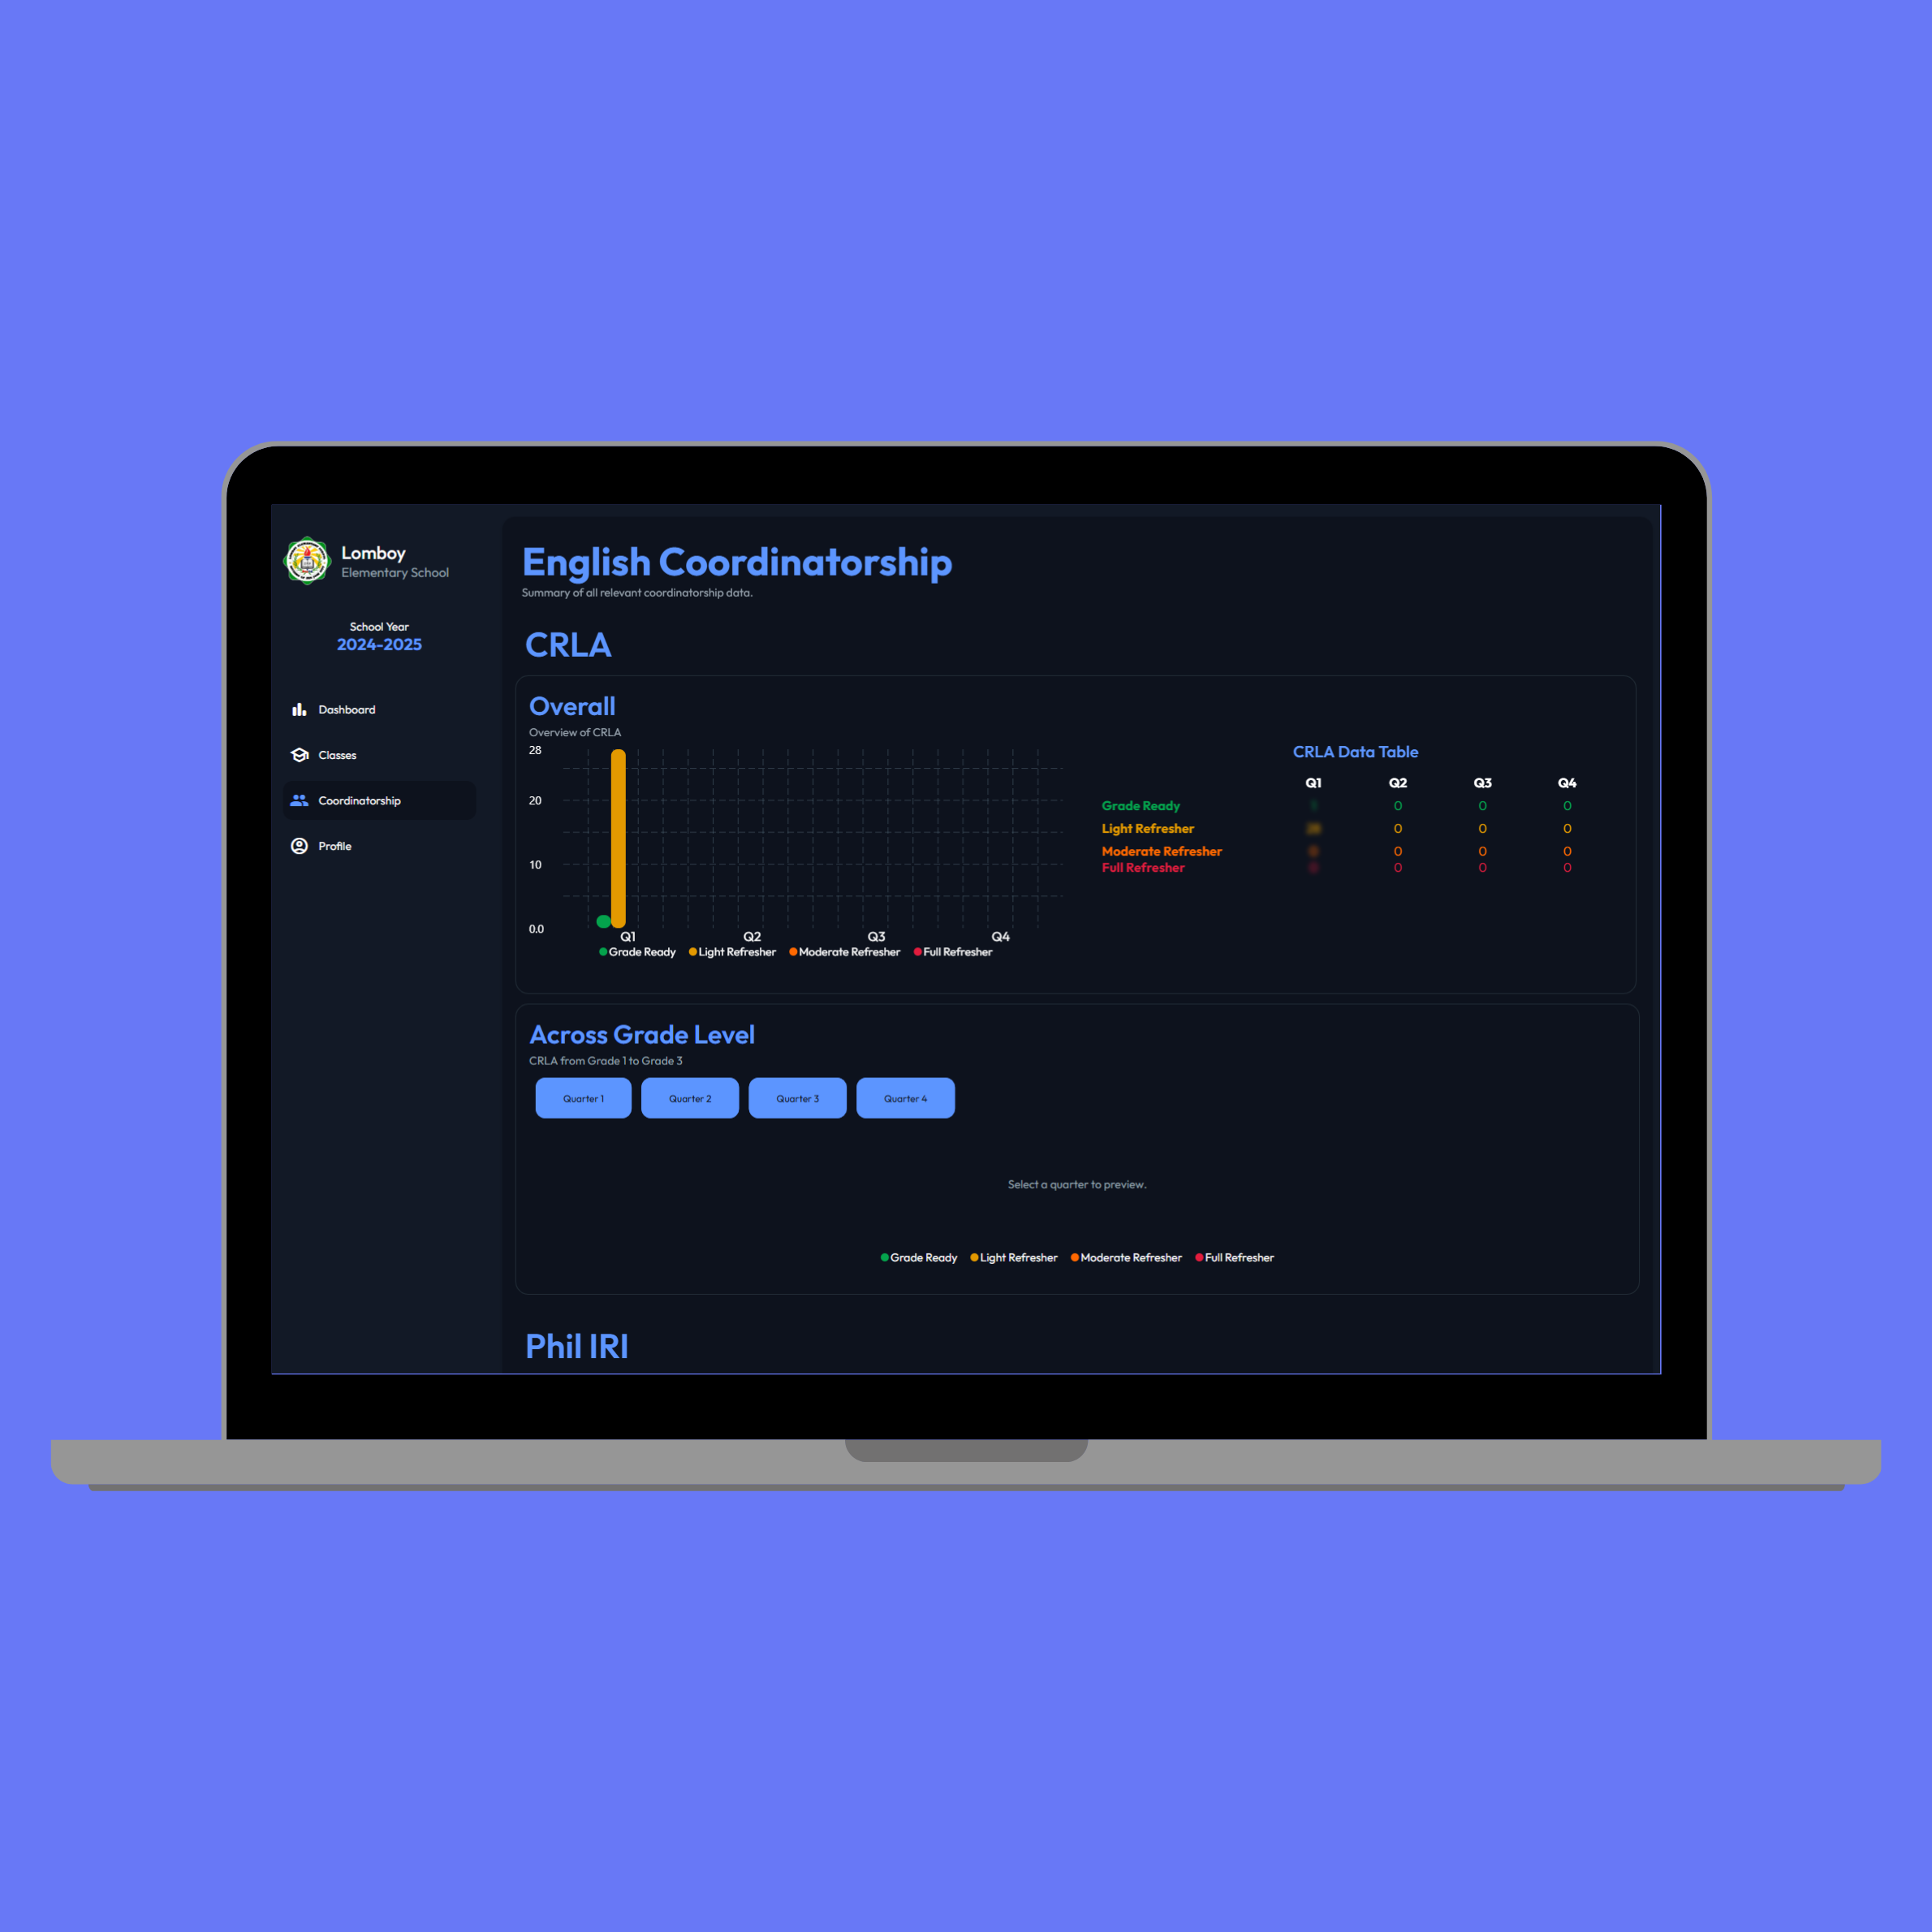 Lomboy
Elementary School
School Year
2024-2025
Dashboard
Classes
Coordinatorship
Profile
English Coordinatorship
Summary of all relevant coordinatorship data.
CRLA
Overall
Overview of CRLA
28
20
10
0.0
Q1 Q2 Q3 Q4
Grade Ready Light Refresher Moderate Refresher Full Refresher
CRLA Data Table
Q1 Q2 Q3 Q4
Grade Ready 0 0 0
Light Refresher 0 0 0
Moderate Refresher 0 0 0
Full Refresher 0 0 0
Across Grade Level
CRLA from Grade 1 to Grade 3
Quarter 1 Quarter 2 Quarter 3 Quarter 4
Select a quarter to preview.
Grade Ready Light Refresher Moderate Refresher Full Refresher
Phil IRI